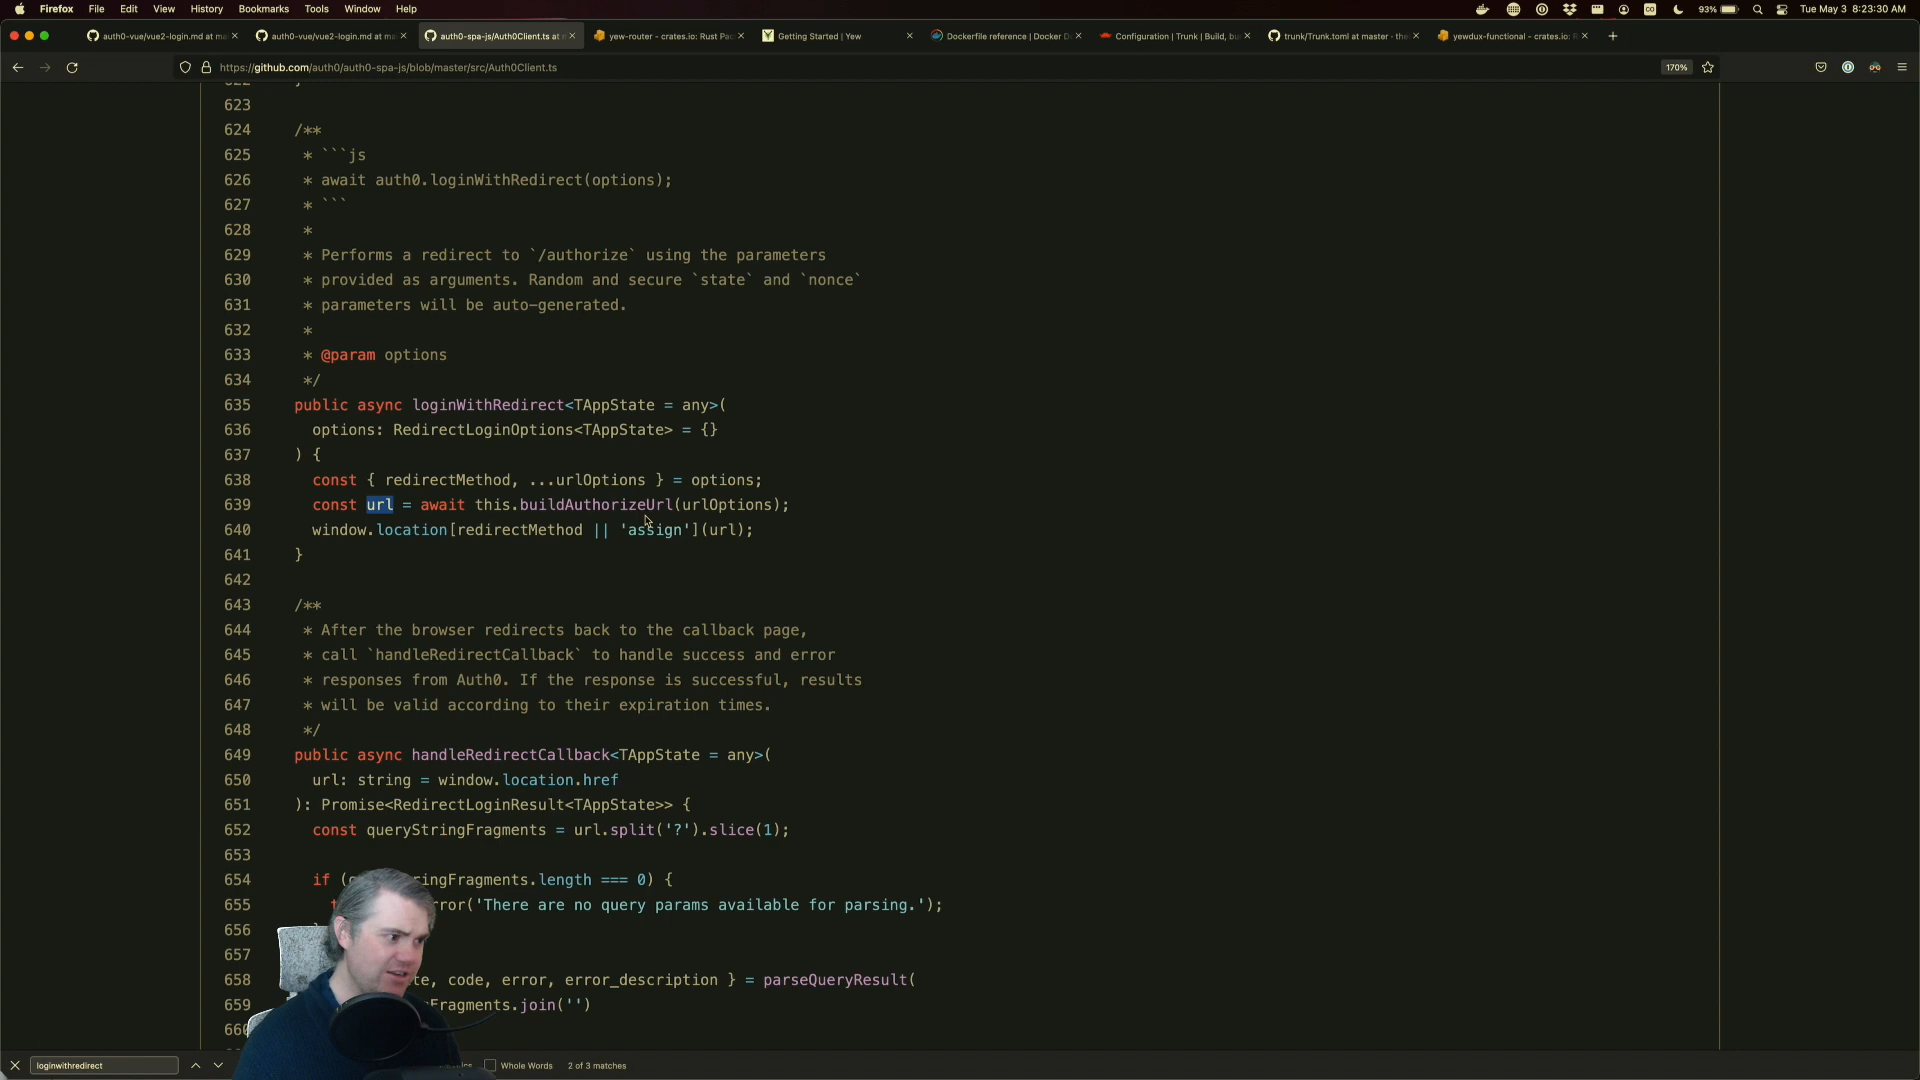 Firefox File Edit View History Bookmarks Tools Window Help 93% Tue May 3 8:23:30 AM
auth0-vue/vue2-login.md at ma auth0-vue/vue2-login.md at ma auth0-spa-js/Auth0Client.ts at yew-router - crates.io: Rust Pac Getting Started | Yew Dockerfile reference | Docker D Configuration | Trunk | Build, bu trunk/Trunk.toml at master · the yewdux-functional - crates.io: R
https://github.com/auth0/auth0-spa-js/blob/master/src/Auth0Client.ts 170%
623
624 /**
625 * ```js
626 * await auth0.loginWithRedirect(options);
627 * ```
628 *
629 * Performs a redirect to `/authorize` using the parameters
630 * provided as arguments. Random and secure `state` and `nonce`
631 * parameters will be auto-generated.
632 *
633 * @param options
634 */
635 public async loginWithRedirect<TAppState = any>(
636 options: RedirectLoginOptions<TAppState> = {}
637 ) {
638 const { redirectMethod, ...urlOptions } = options;
639 const url = await this.buildAuthorizeUrl(urlOptions);
640 window.location[redirectMethod || 'assign'](url);
641 }
642
643 /**
644 * After the browser redirects back to the callback page,
645 * call `handleRedirectCallback` to handle success and error
646 * responses from Auth0. If the response is successful, results
647 * will be valid according to their expiration times.
648 */
649 public async handleRedirectCallback<TAppState = any>(
650 url: string = window.location.href
651 ): Promise<RedirectLoginResult<TAppState>> {
652 const queryStringFragments = url.split('?').slice(1);
653
654 if (q ringFragments.length === 0) {
655 t rror('There are no query params available for parsing.');
656
657
658 te, code, error, error_description } = parseQueryResult(
659 gFragments.join('')
660
loginwithredirect Whole Words 2 of 3 matches